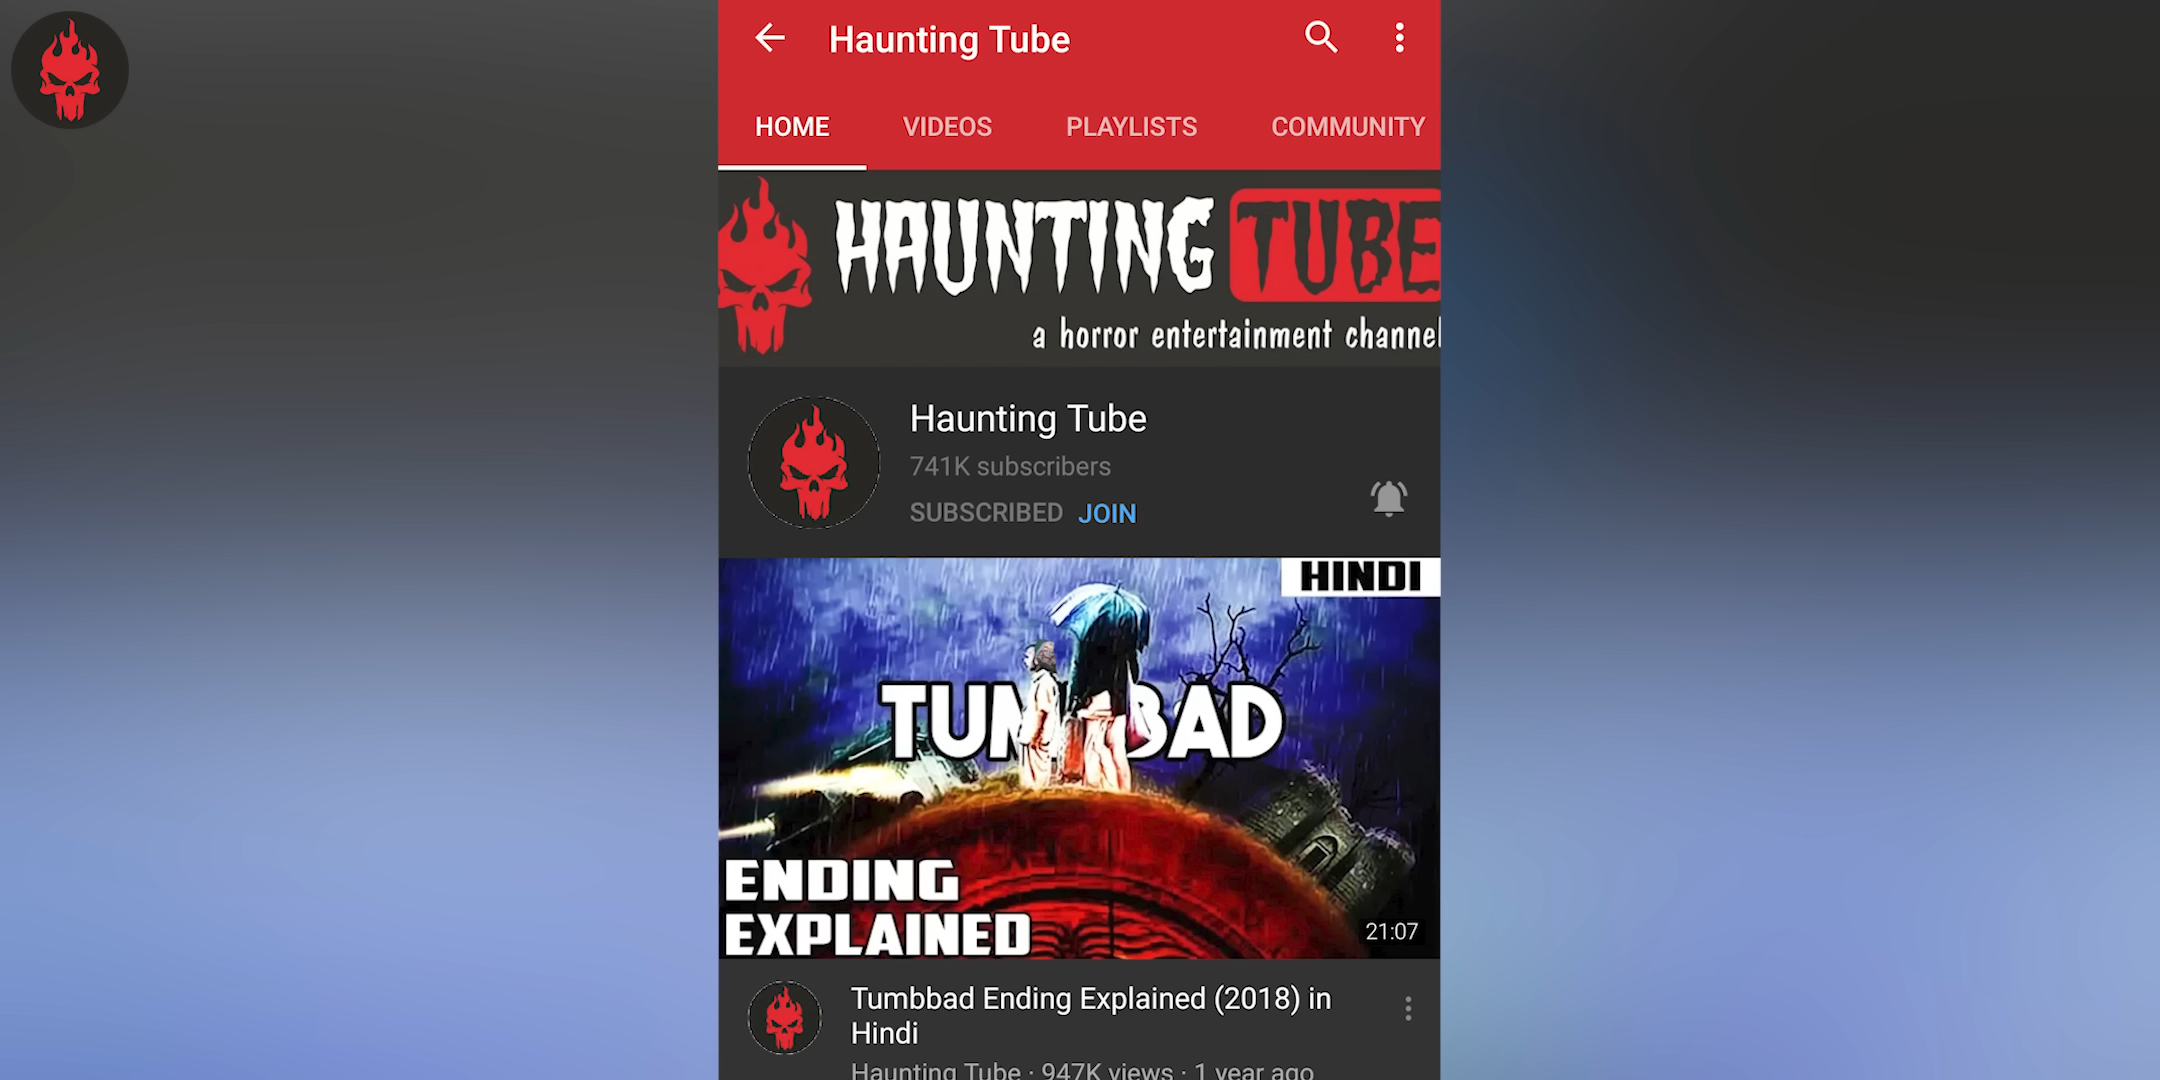 Haunting Tube
HOME VIDEOS PLAYLISTS COMMUNITY
HAUNTING TUBE
a horror entertainment channel
Haunting Tube
741K subscribers
SUBSCRIBED JOIN
HINDI
TUMBBAD
ENDING
EXPLAINED
21:07
Tumbbad Ending Explained (2018) in
Hindi
Haunting Tube · 947K views · 1 year ago